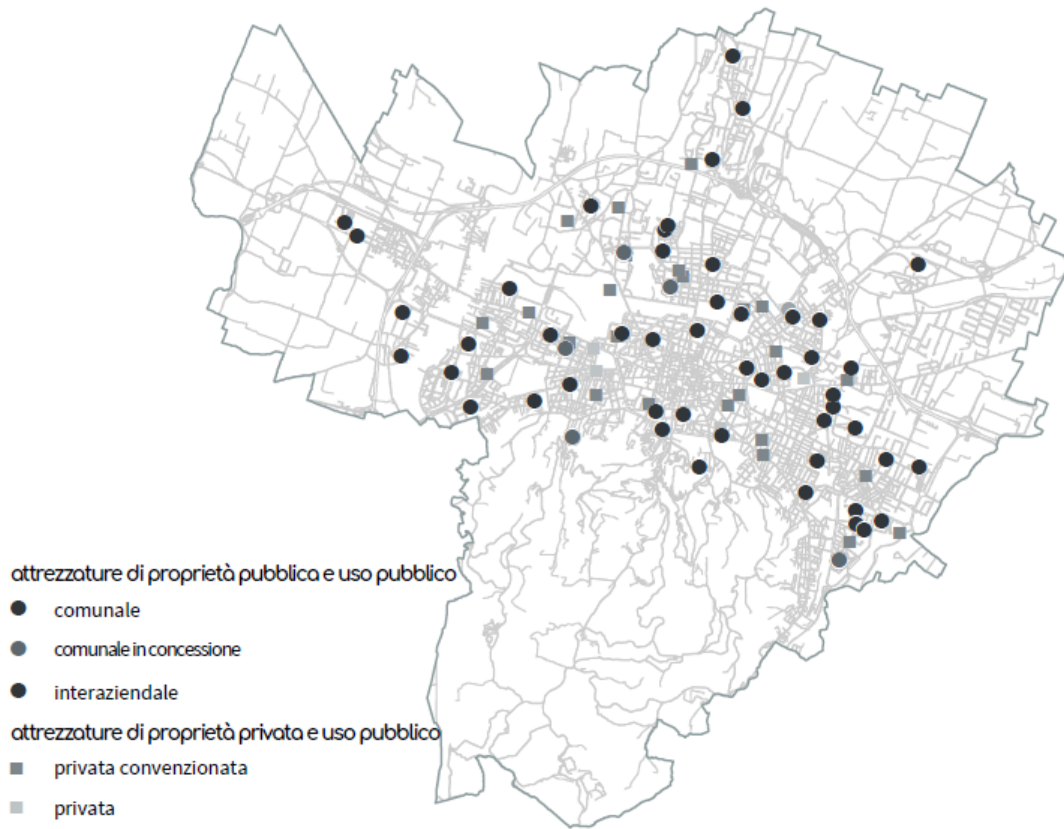 attrezzature di proprietà pubblica e uso pubblico
comunale
comunale in concessione
interaziendale
attrezzature di proprietà privata e uso pubblico
privata convenzionata
privata